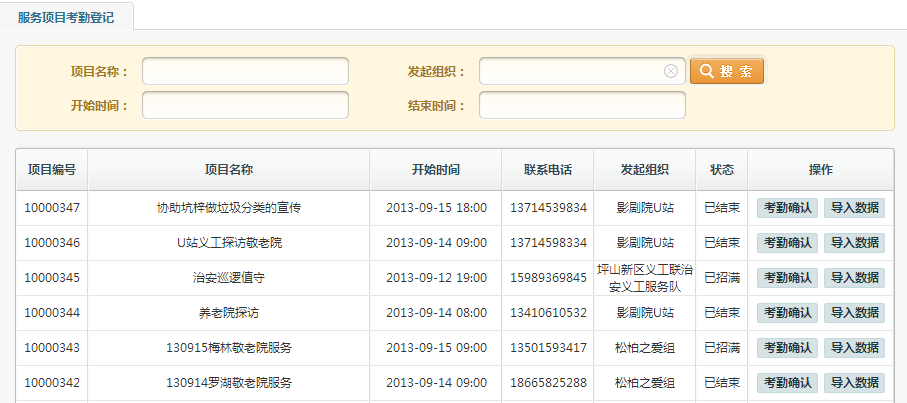 服务项目考勤登记
项目名称： 发起组织： 搜 索
开始时间： 结束时间：
项目编号 项目名称 开始时间 联系电话 发起组织 状态 操作
10000347 协助坑梓做垃圾分类的宣传 2013-09-15 18:00 13714539834 影剧院U站 已结束 考勤确认 导入数据
10000346 U站义工探访敬老院 2013-09-14 09:00 13714598334 影剧院U站 已结束 考勤确认 导入数据
10000345 治安巡逻值守 2013-09-12 19:00 15989369845 坪山新区义工联治安义工服务队 已招满 考勤确认 导入数据
10000344 养老院探访 2013-09-14 08:00 13410610532 影剧院U站 已结束 考勤确认 导入数据
10000343 130915梅林敬老院服务 2013-09-15 09:00 13501593417 松柏之爱组 已招满 考勤确认 导入数据
10000342 130914罗湖敬老院服务 2013-09-14 09:00 18665825288 松柏之爱组 已结束 考勤确认 导入数据